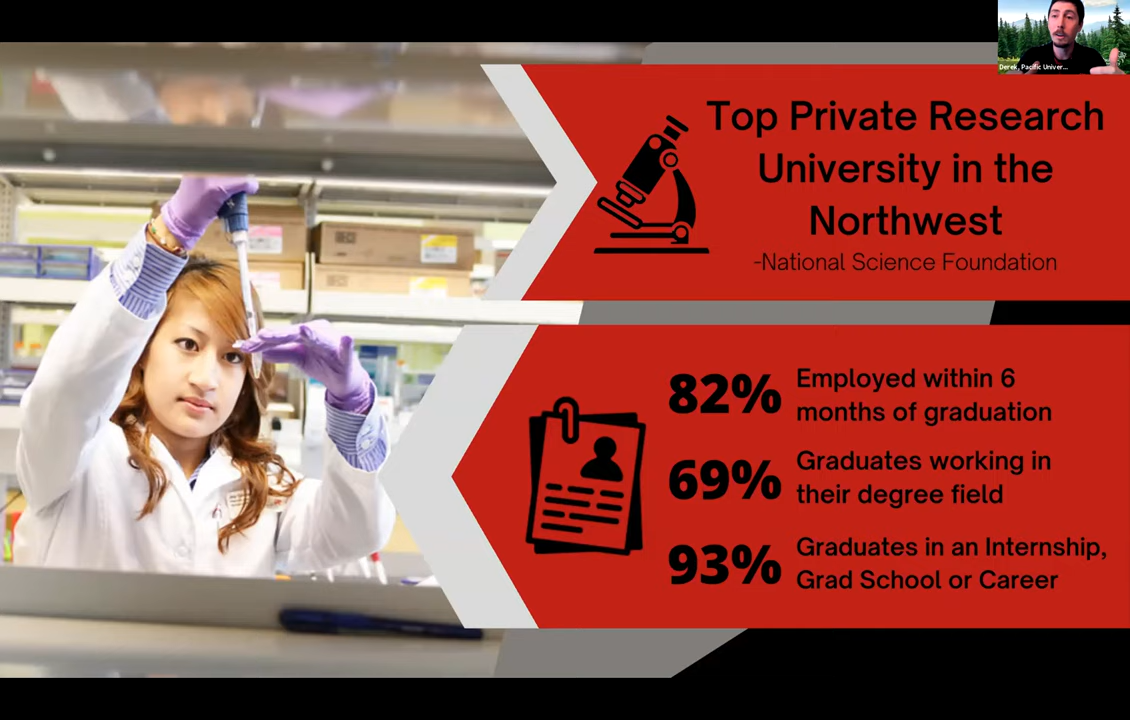 Derek, Pacific Univer...
Top Private Research
University in the
Northwest
-National Science Foundation
82%
Employed within 6
months of graduation
69%
Graduates working in
their degree field
93%
Graduates in an Internship,
Grad School or Career